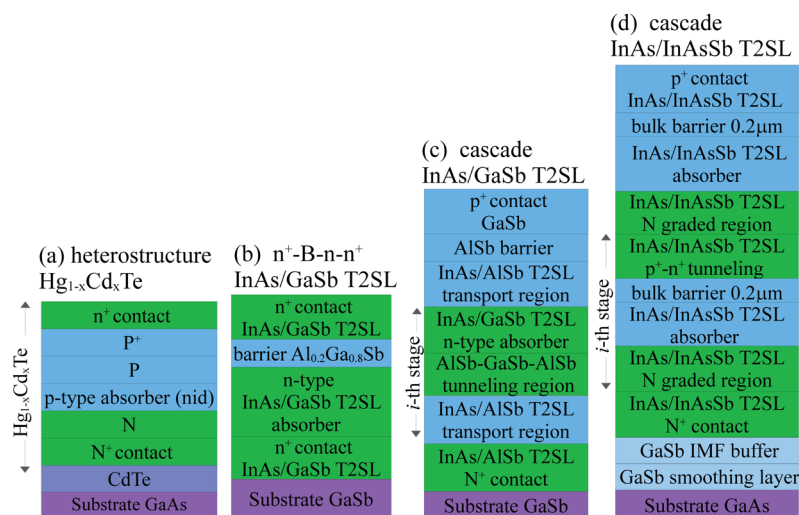 (a) heterostructure
Hg1-xCdxTe
Hg1-xCdxTe
n+ contact
P+
P
p-type absorber (nid)
N
N+ contact
CdTe
Substrate GaAs
(b) n+-B-n-n+
InAs/GaSb T2SL
n+ contact
InAs/GaSb T2SL
barrier Al0.2Ga0.8Sb
n-type
InAs/GaSb T2SL
absorber
n+ contact
InAs/GaSb T2SL
Substrate GaSb
(c) cascade
InAs/GaSb T2SL
i-th stage
p+ contact
GaSb
AlSb barrier
InAs/AlSb T2SL
transport region
InAs/GaSb T2SL
n-type absorber
AlSb-GaSb-AlSb
tunneling region
InAs/AlSb T2SL
transport region
InAs/AlSb T2SL
N+ contact
Substrate GaSb
(d) cascade
InAs/InAsSb T2SL
i-th stage
p+ contact
InAs/InAsSb T2SL
bulk barrier 0.2μm
InAs/InAsSb T2SL
absorber
InAs/InAsSb T2SL
N graded region
InAs/InAsSb T2SL
p+-n+ tunneling
bulk barrier 0.2μm
InAs/InAsSb T2SL
absorber
InAs/InAsSb T2SL
N graded region
InAs/InAsSb T2SL
N+ contact
GaSb IMF buffer
GaSb smoothing layer
Substrate GaAs